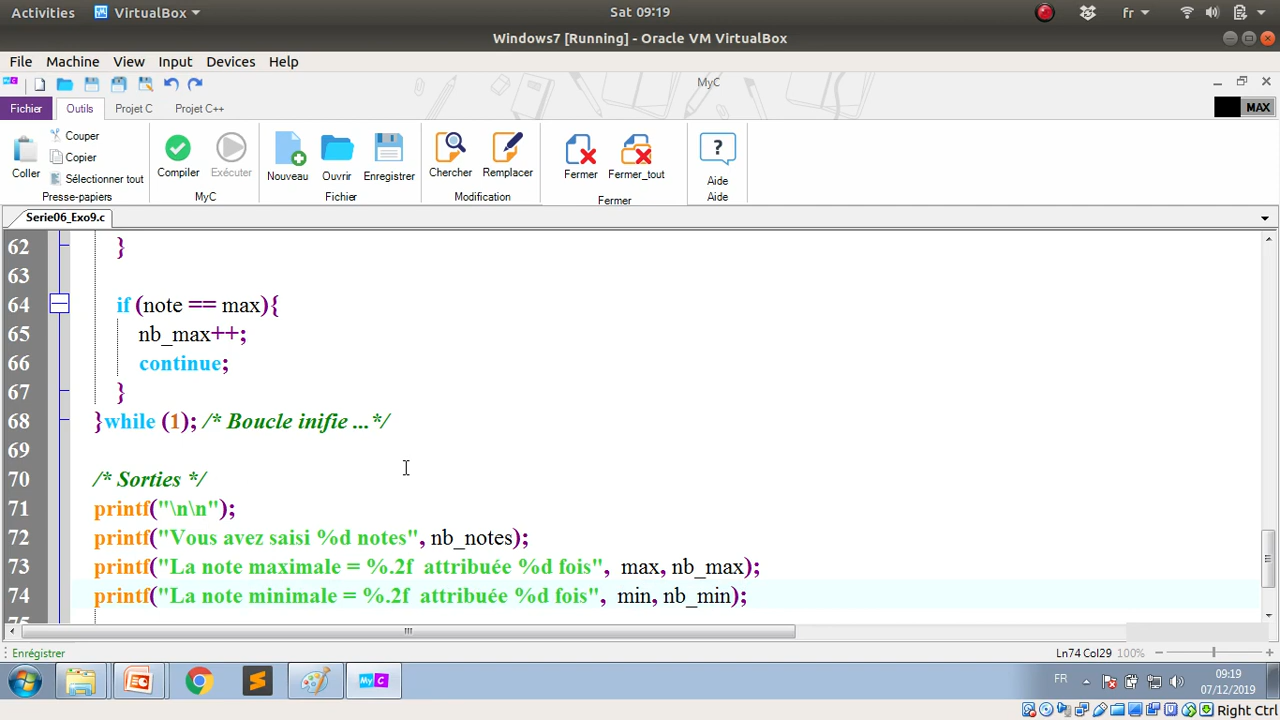 Activities VirtualBox Sat 09:19 fr
Windows7 [Running] - Oracle VM VirtualBox
File Machine View Input Devices Help
MyC
Fichier Outils Projet C Projet C++ MAX
Coller Couper Copier Sélectionner tout Compiler Exécuter Nouveau Ouvrir Enregistrer Chercher Remplacer Fermer Fermer_tout Aide
Presse-papiers MyC Fichier Modification Fermer Aide
Serie06_Exo9.c
62 }
63
64 if (note == max){
65 nb_max++;
66 continue;
67 }
68 }while (1); /* Boucle inifie ...*/
69
70 /* Sorties */
71 printf("\n\n");
72 printf("Vous avez saisi %d notes", nb_notes);
73 printf("La note maximale = %.2f  attribuée %d fois",  max, nb_max);
74 printf("La note minimale = %.2f  attribuée %d fois",  min, nb_min);
75
Enrégistrer Ln74 Col29 100%
MyC FR 09:19
07/12/2019
Right Ctrl